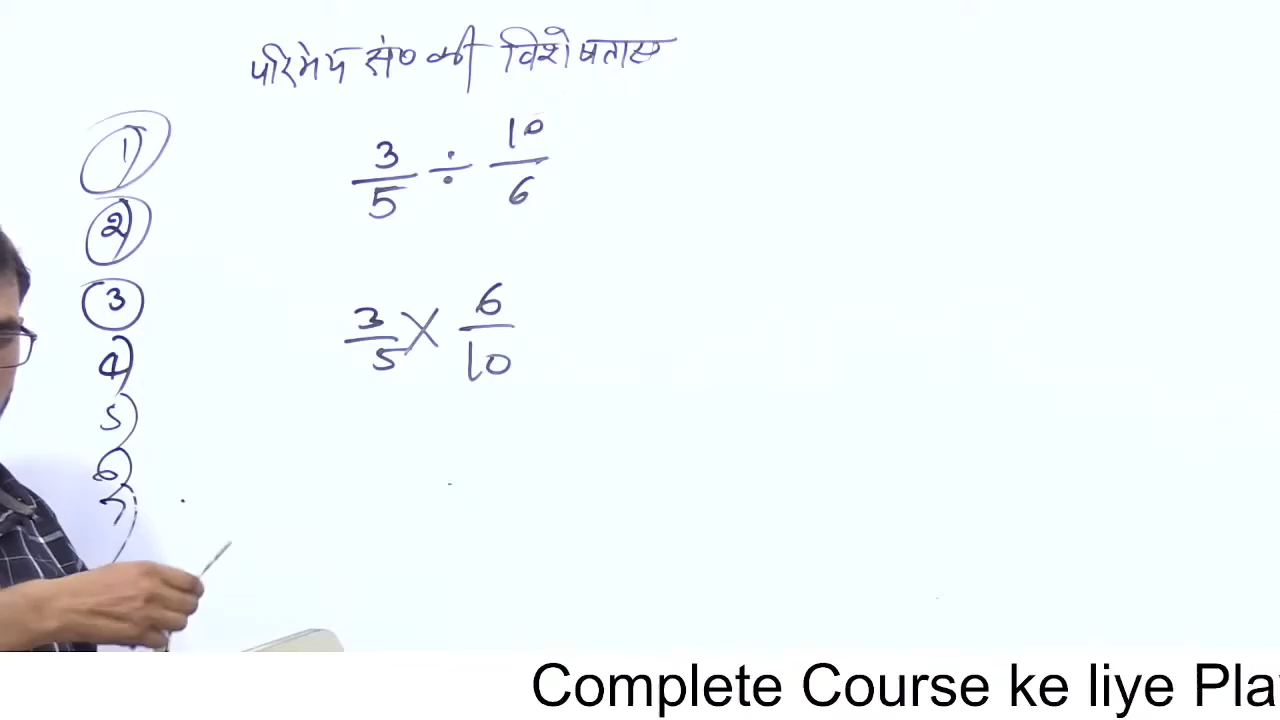 परिमेय सं० की विशेषताए
1)
2)
3
4)
5)
6)
7)
3/5 ÷ 10/6
3/5 × 6/10
Complete Course ke liye Pla